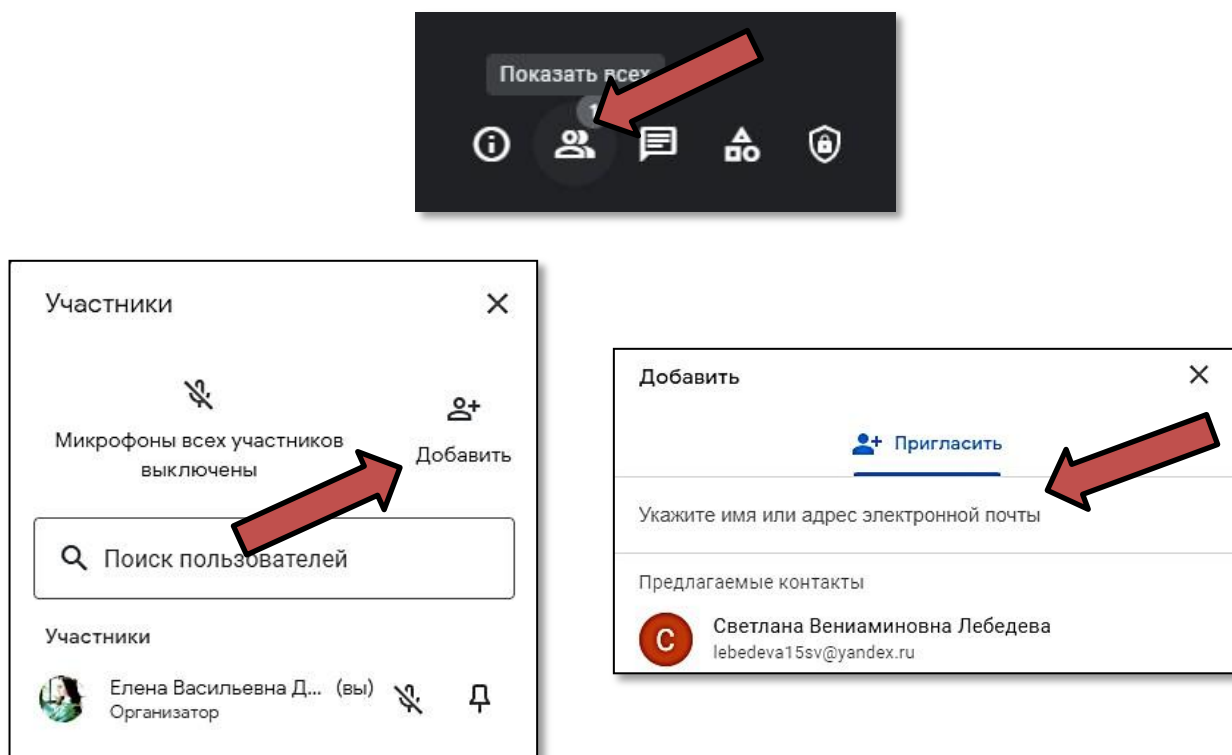 Показать всех
1
Участники
Микрофоны всех участников
выключены
Добавить
Поиск пользователей
Участники
Елена Васильевна Д... (вы)
Организатор
Добавить
Пригласить
Укажите имя или адрес электронной почты
Предлагаемые контакты
С
Светлана Вениаминовна Лебедева
lebedeva15sv@yandex.ru